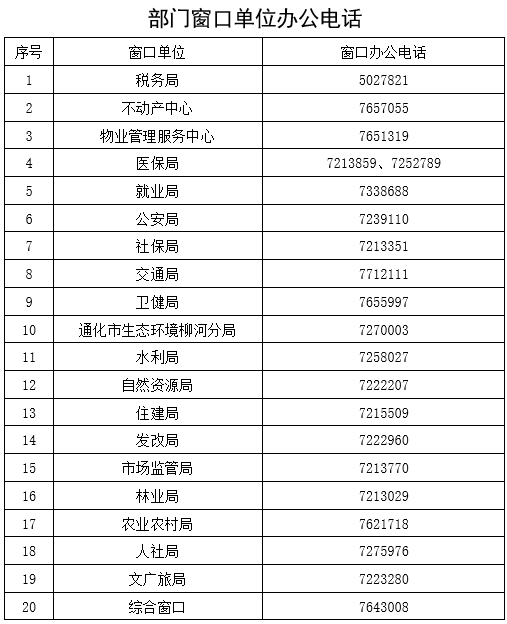 部门窗口单位办公电话
序号 窗口单位 窗口办公电话
1 税务局 5027821
2 不动产中心 7657055
3 物业管理服务中心 7651319
4 医保局 7213859、7252789
5 就业局 7338688
6 公安局 7239110
7 社保局 7213351
8 交通局 7712111
9 卫健局 7655997
10 通化市生态环境柳河分局 7270003
11 水利局 7258027
12 自然资源局 7222207
13 住建局 7215509
14 发改局 7222960
15 市场监管局 7213770
16 林业局 7213029
17 农业农村局 7621718
18 人社局 7275976
19 文广旅局 7223280
20 综合窗口 7643008